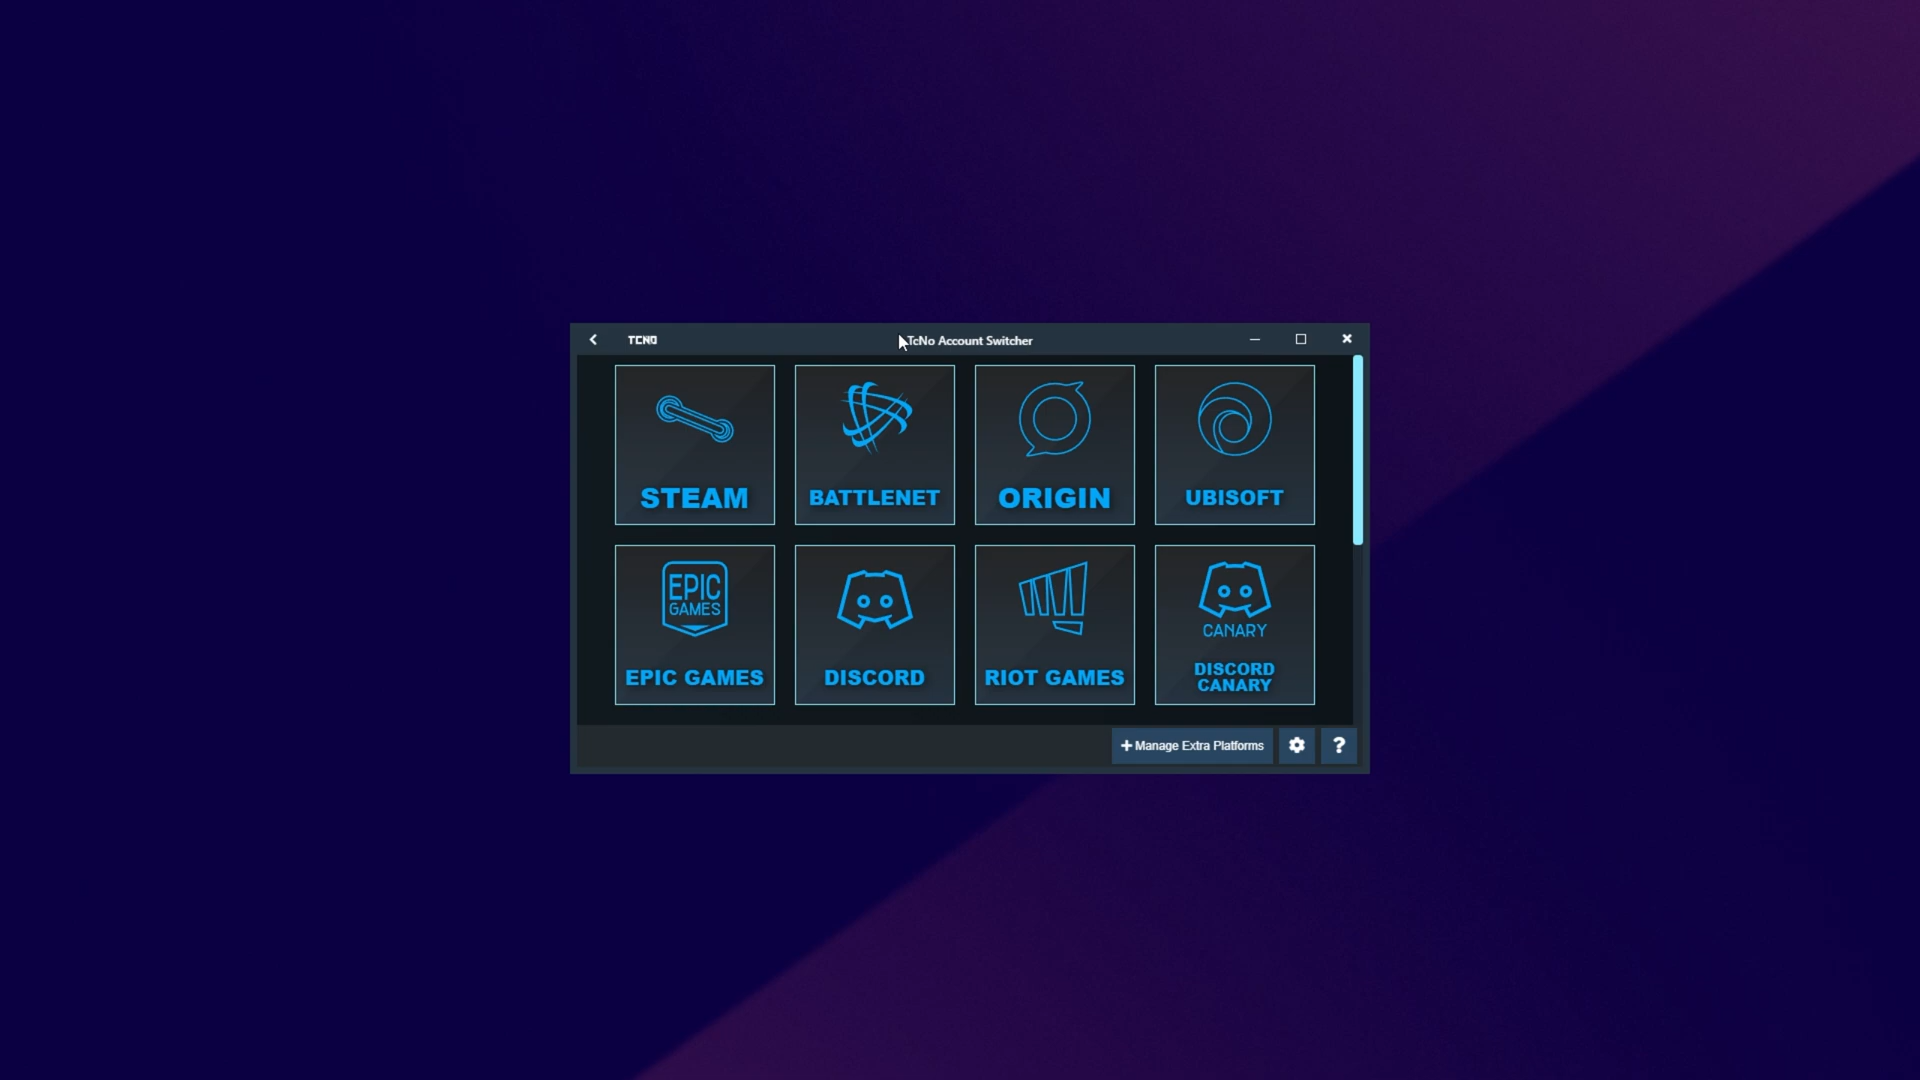 TCNO
TcNo Account Switcher
STEAM
BATTLENET
ORIGIN
UBISOFT
EPIC
GAMES
EPIC GAMES
DISCORD
RIOT GAMES
CANARY
DISCORD
CANARY
+ Manage Extra Platforms
?